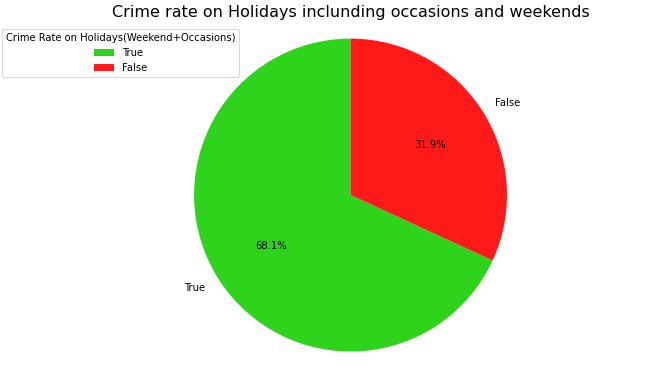 Crime rate on Holidays inclunding occasions and weekends
Crime Rate on Holidays(Weekend+Occasions)
True
False
False
31.9%
68.1%
True